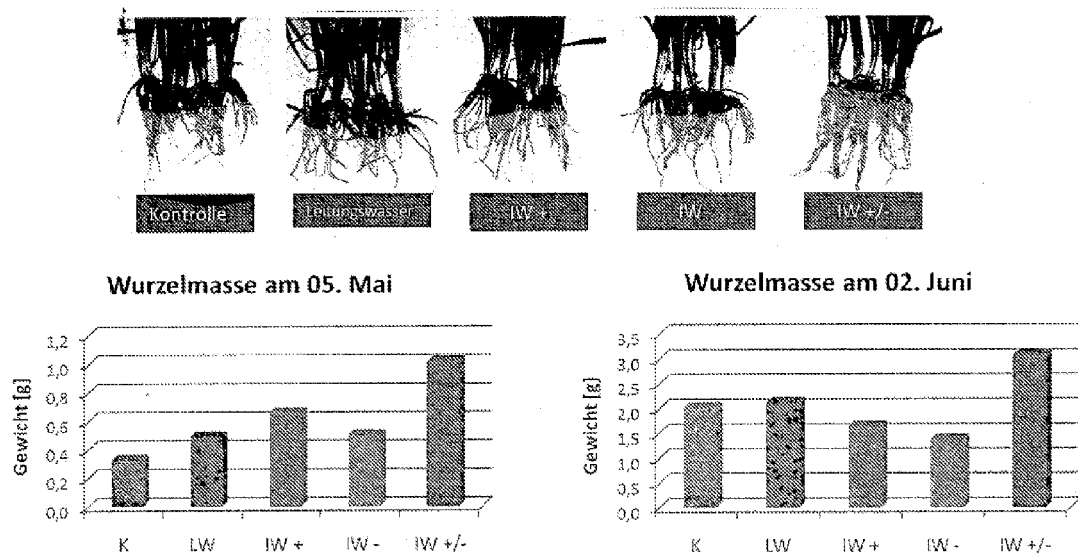 Kontrolle
Leitungswasser
IW +
IW -
IW +/-
Wurzelmasse am 05. Mai
Gewicht [g]
1,2
1,0
0,8
0,6
0,4
0,2
0,0
K
LW
IW +
IW -
IW +/-
Wurzelmasse am 02. Juni
Gewicht [g]
3,5
3,0
2,5
2,0
1,5
1,0
0,5
0,0
K
LW
IW +
IW -
IW +/-